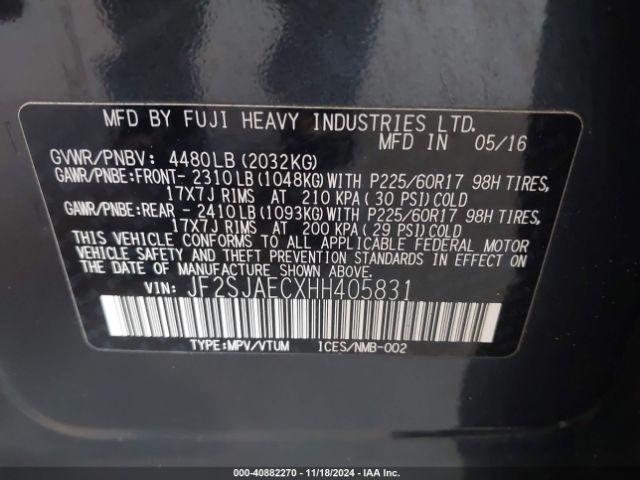 MFD BY FUJI HEAVY INDUSTRIES LTD.
MFD IN 05/16
GVWR/PNBV: 4480LB(2032KG)
GAWR/PNBE:FRONT- 2310LB(1048KG)WITH P225/60R17 98H TIRES,
17X7J RIMS AT 210 KPA(30 PSI)COLD
GAWR/PNBE:REAR - 2410LB(1093KG)WITH P225/60R17 98H TIRES,
17X7J RIMS AT 200 KPA(29 PSI)COLD
THIS VEHICLE CONFORMS TO ALL APPLICABLE FEDERAL MOTOR
VEHICLE SAFETY AND THEFT PREVENTION STANDARDS IN EFFECT
ON THE DATE OF MANUFACTURE SHOWN ABOVE.
VIN: JF2SJAECXHH405831
TYPE:MPV/VTUM ICES/NMB-002
000-40882270 - 11/18/2024 - IAA Inc.